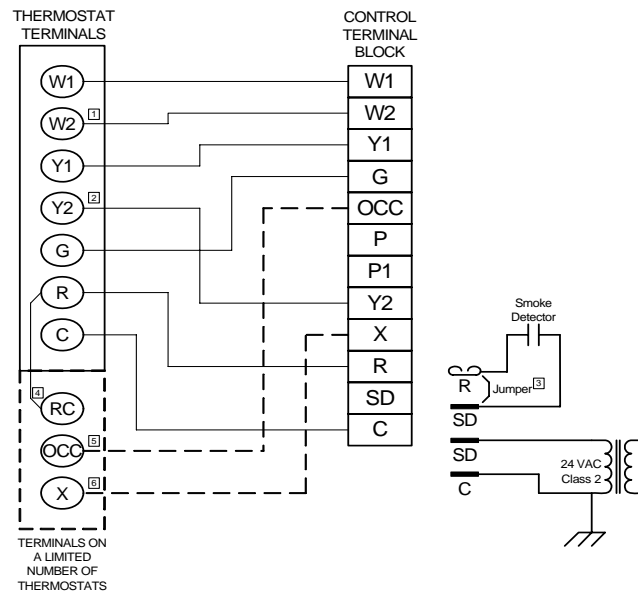 THERMOSTAT
TERMINALS
W1
W2 1
Y1
Y2 2
G
R
C
4 RC
OCC 5
X 6
TERMINALS ON
A LIMITED
NUMBER OF
THERMOSTATS
CONTROL
TERMINAL
BLOCK
W1
W2
Y1
G
OCC
P
P1
Y2
X
R
SD
C
Smoke
Detector
R
Jumper 3
SD
SD
C
24 VAC
Class 2